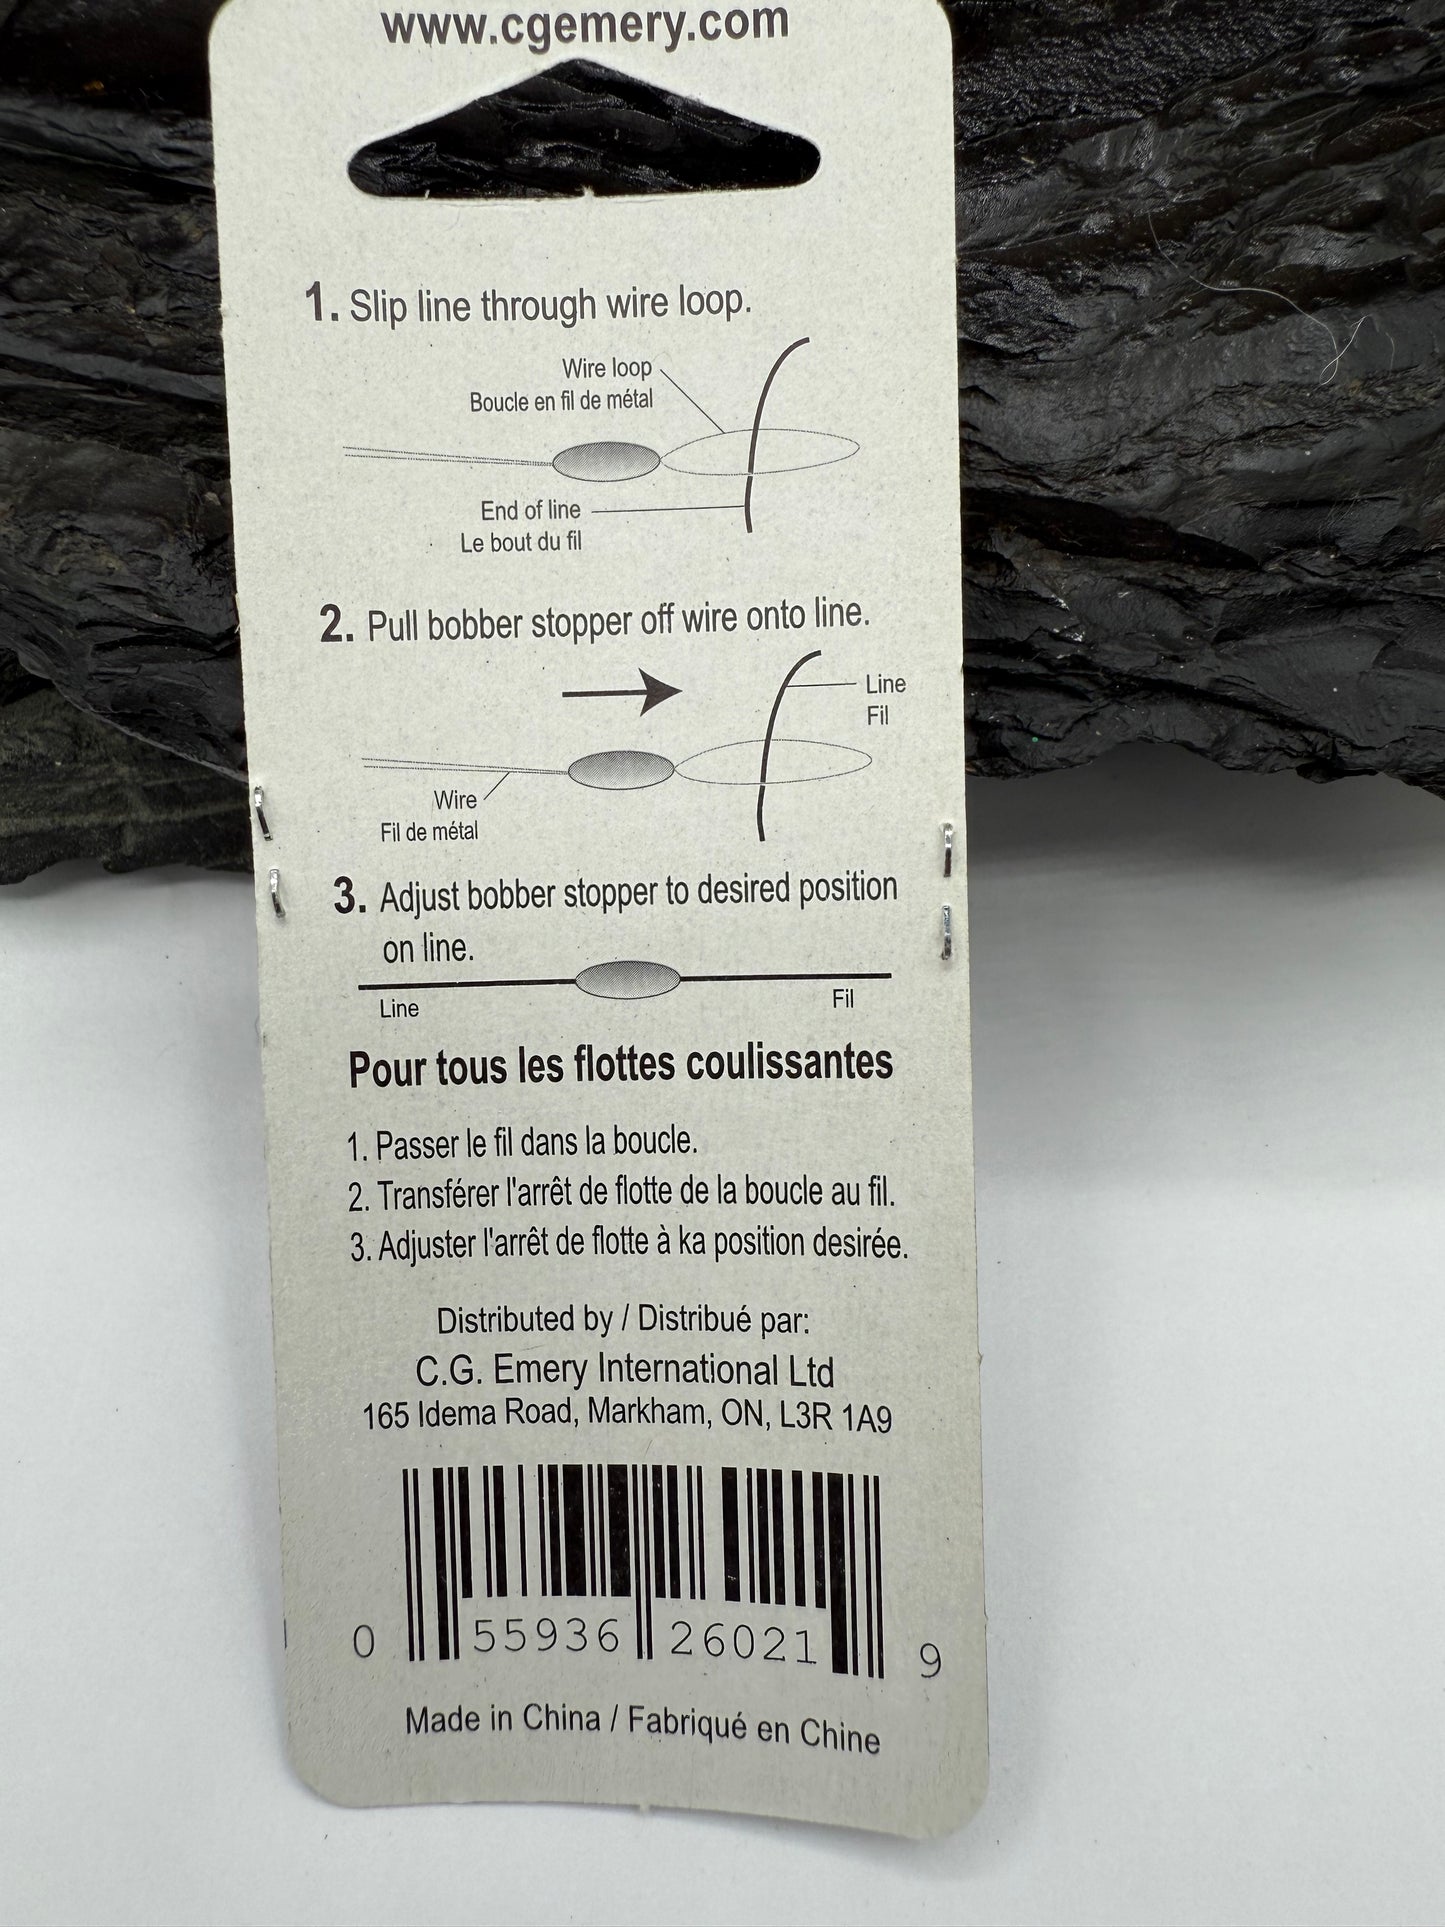 www.cgemery.com
1. Slip line through wire loop.
Wire loop
Boucle en fil de métal
End of line
Le bout du fil
2. Pull bobber stopper off wire onto line.
Line
Fil
Wire
Fil de métal
3. Adjust bobber stopper to desired position
on line.
Line
Fil
Pour tous les flottes coulissantes
1. Passer le fil dans la boucle.
2. Transférer l'arrêt de flotte de la boucle au fil.
3. Adjuster l'arrêt de flotte à ka position desirée.
Distributed by / Distribué par:
C.G. Emery International Ltd
165 Idema Road, Markham, ON, L3R 1A9
0 55936 26021 9
Made in China / Fabriqué en Chine